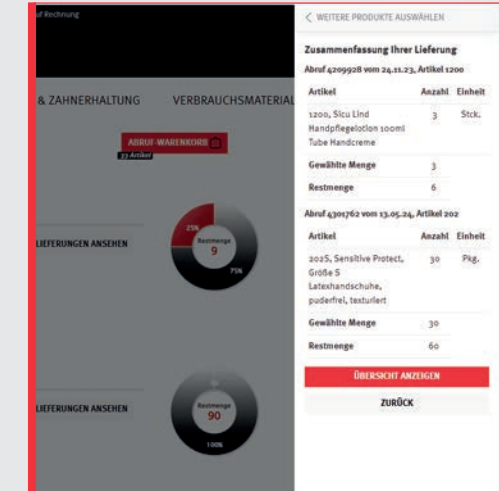 uf Rechnung
& ZAHNERHALTUNG VERBRAUCHSMATERIAL
ABRUF-WARENKORB
33 Artikel
LIEFERUNGEN ANSEHEN
25%
Restmenge
9
75%
LIEFERUNGEN ANSEHEN
Restmenge
90
100%
< WEITERE PRODUKTE AUSWÄHLEN
Zusammenfassung Ihrer Lieferung
Abruf 4209928 vom 24.11.23, Artikel 1200
Artikel Anzahl Einheit
1200, Sicu Lind 3 Stck.
Handpflegelotion 100ml
Tube Handcreme
Gewählte Menge 3
Restmenge 6
Abruf 4301762 vom 13.05.24, Artikel 202
Artikel Anzahl Einheit
202S, Sensitive Protect, 30 Pkg.
Größe S
Latexhandschuhe,
puderfrei, texturiert
Gewählte Menge 30
Restmenge 60
ÜBERSICHT ANZEIGEN
ZURÜCK